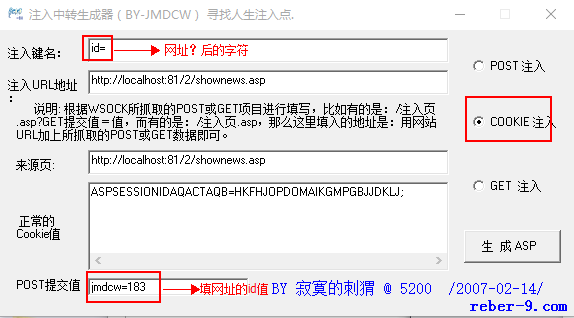 注入中转生成器（BY-JMDCW）寻找人生注入点.
注入键名：
id=
网址？后的字符
POST 注入
注入URL地址
：
http://localhost:81/2/shownews.asp
说明: 根据WSOCK所抓取的POST或GET项目进行填写，比如有的是：/注入页
.asp?GET提交值＝值，而有的是：/注入页.asp，那么这里填入的地址是：用网站
URL加上所抓取的POST或GET数据即可。
COOKIE 注入
来源页:
http://localhost:81/2/shownews.asp
GET 注入
正常的
Cookie值
ASPSESSIONIDAQACTAQB=HKFHJOPDOMAIKGMPGBJJDKLJ;
生 成 ASP
POST提交值
jmdcw=183
填网址的id值
BY 寂寞的刺猬 @ 5200 /2007-02-14/
reber-9.com